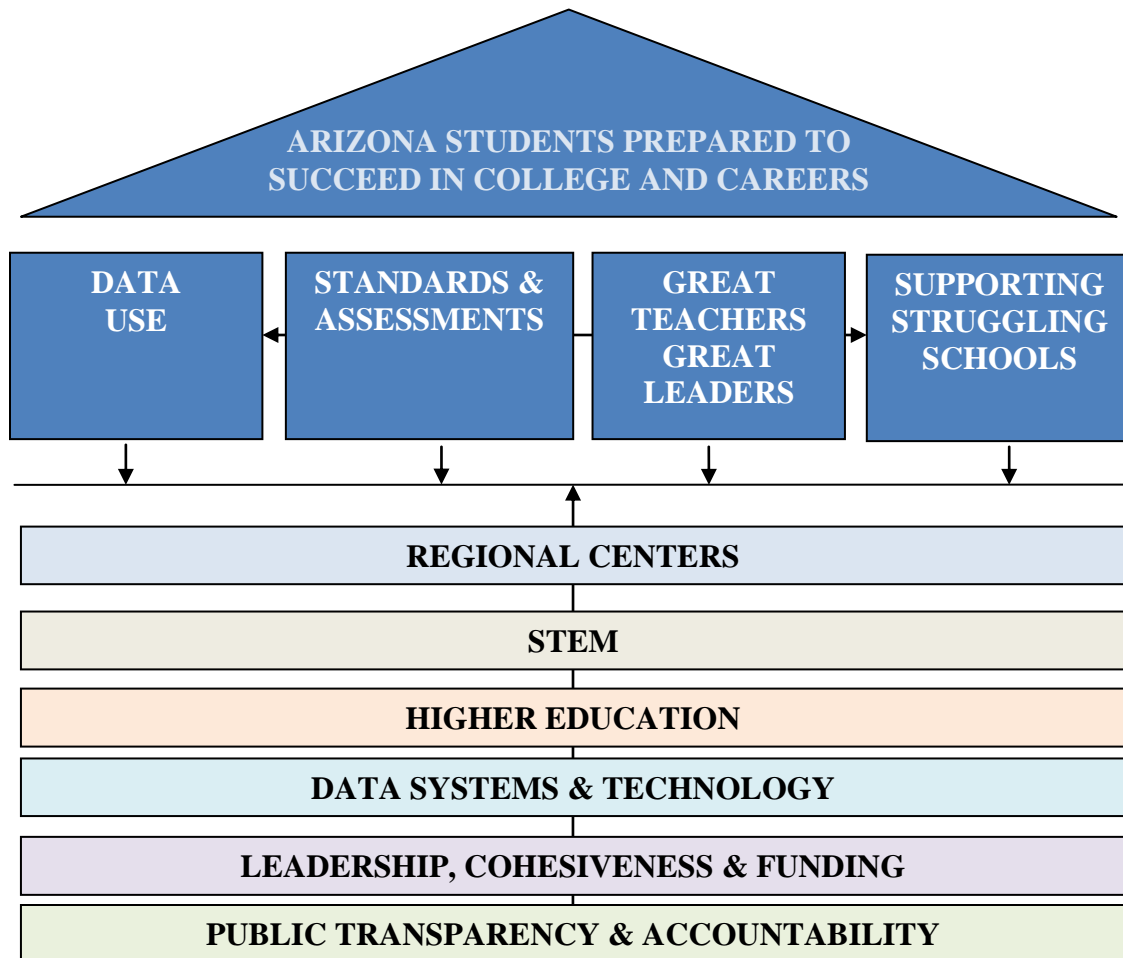 ARIZONA STUDENTS PREPARED TO
SUCCEED IN COLLEGE AND CAREERS
DATA
USE
STANDARDS &
ASSESSMENTS
GREAT
TEACHERS
GREAT
LEADERS
SUPPORTING
STRUGGLING
SCHOOLS
REGIONAL CENTERS
STEM
HIGHER EDUCATION
DATA SYSTEMS & TECHNOLOGY
LEADERSHIP, COHESIVENESS & FUNDING
PUBLIC TRANSPARENCY & ACCOUNTABILITY